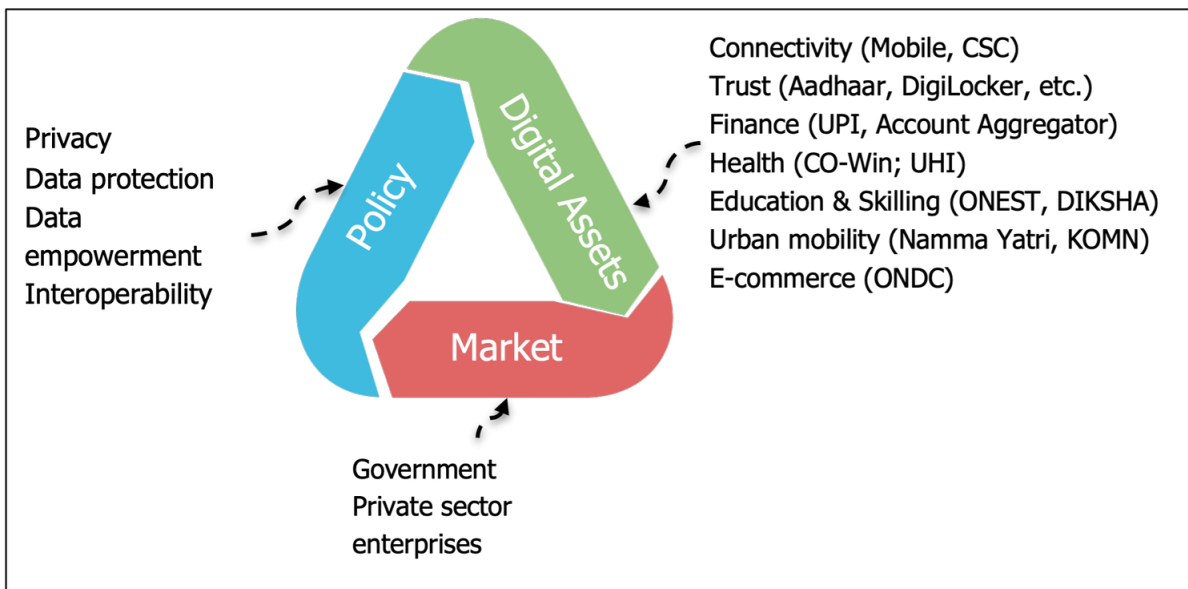 Privacy
Data protection
Data
empowerment
Interoperability
Policy
Digital Assets
Market
Connectivity (Mobile, CSC)
Trust (Aadhaar, DigiLocker, etc.)
Finance (UPI, Account Aggregator)
Health (CO-Win; UHI)
Education & Skilling (ONEST, DIKSHA)
Urban mobility (Namma Yatri, KOMN)
E-commerce (ONDC)
Government
Private sector
enterprises